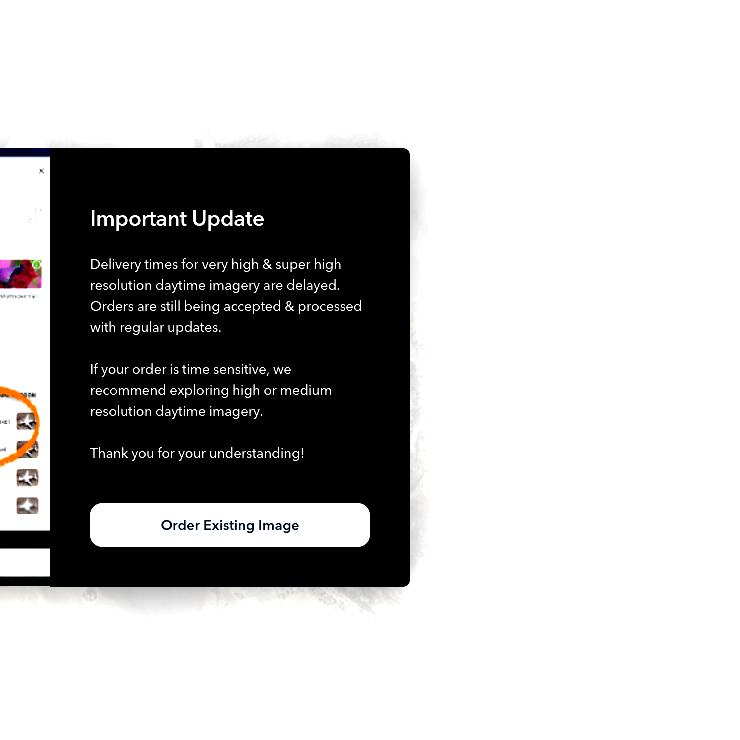 Important Update
Delivery times for very high & super high
resolution daytime imagery are delayed.
Orders are still being accepted & processed
with regular updates.
If your order is time sensitive, we
recommend exploring high or medium
resolution daytime imagery.
Thank you for your understanding!
Order Existing Image